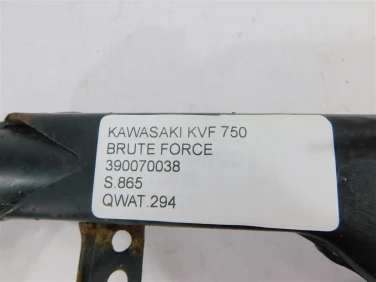 KAWASAKI KVF 750
BRUTE FORCE
390070038
S.865
QWAT.294